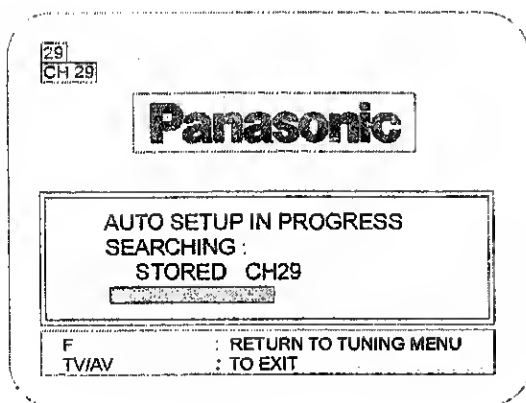 29
CH 29
Panasonic
AUTO SETUP IN PROGRESS
SEARCHING :
STORED CH29
F : RETURN TO TUNING MENU
TV/AV : TO EXIT